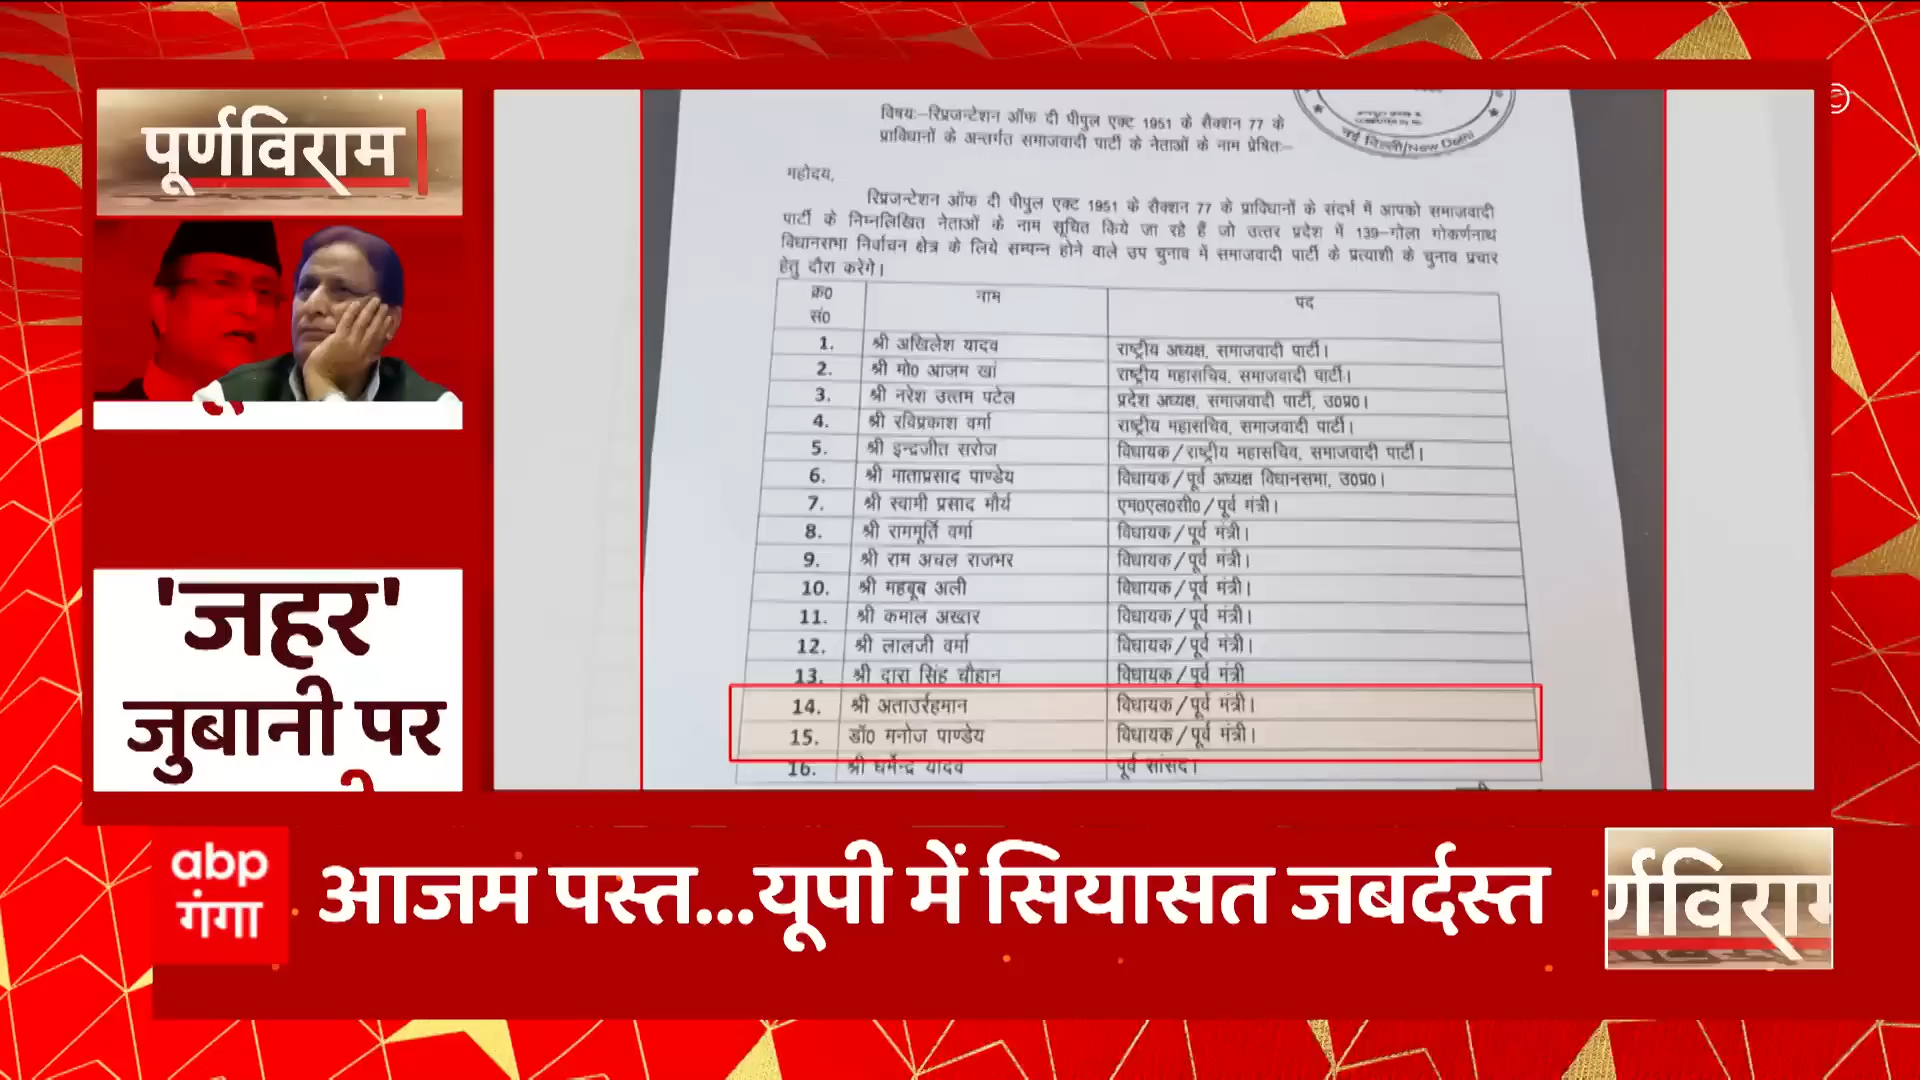 पूर्णविराम
'जहर'
जुबानी पर
विषय:-रिप्रजन्टेशन ऑफ दी पीपुल एक्ट 1951 के सैक्शन 77 के
प्राविधानों के अन्तर्गत समाजवादी पार्टी के नेताओं के नाम प्रेषित:-
नई दिल्ली/New Delhi
महोदय,
रिप्रजन्टेशन ऑफ दी पीपुल एक्ट 1951 के सैक्शन 77 के प्राविधानों के संदर्भ में आपको समाजवादी
पार्टी के निम्नलिखित नेताओं के नाम सूचित किये जा रहे हैं जो उत्तर प्रदेश में 139-गोला गोकर्णनाथ
विधानसभा निर्वाचन क्षेत्र के लिये सम्पन्न होने वाले उप चुनाव में समाजवादी पार्टी के प्रत्याशी के चुनाव प्रचार
हेतु दौरा करेंगे।
क्र0 सं0 नाम पद
1. श्री अखिलेश यादव राष्ट्रीय अध्यक्ष, समाजवादी पार्टी।
2. श्री मो0 आजम खां राष्ट्रीय महासचिव, समाजवादी पार्टी।
3. श्री नरेश उत्तम पटेल प्रदेश अध्यक्ष, समाजवादी पार्टी, उ0प्र0।
4. श्री रविप्रकाश वर्मा राष्ट्रीय महासचिव, समाजवादी पार्टी।
5. श्री इन्द्रजीत सरोज विधायक/राष्ट्रीय महासचिव, समाजवादी पार्टी।
6. श्री माताप्रसाद पाण्डेय विधायक/पूर्व अध्यक्ष विधानसभा, उ0प्र0।
7. श्री स्वामी प्रसाद मौर्य एम0एल0सी0/पूर्व मंत्री।
8. श्री राममूर्ति वर्मा विधायक/पूर्व मंत्री।
9. श्री राम अचल राजभर विधायक/पूर्व मंत्री।
10. श्री महबूब अली विधायक/पूर्व मंत्री।
11. श्री कमाल अख्तर विधायक/पूर्व मंत्री।
12. श्री लालजी वर्मा विधायक/पूर्व मंत्री।
13. श्री दारा सिंह चौहान विधायक/पूर्व मंत्री
14. श्री अताउर्रहमान विधायक/पूर्व मंत्री।
15. डॉ0 मनोज पाण्डेय विधायक/पूर्व मंत्री।
16. श्री धर्मेन्द्र यादव पूर्व सांसद।
abp
गंगा
आजम पस्त...यूपी में सियासत जबर्दस्त
र्णविराम